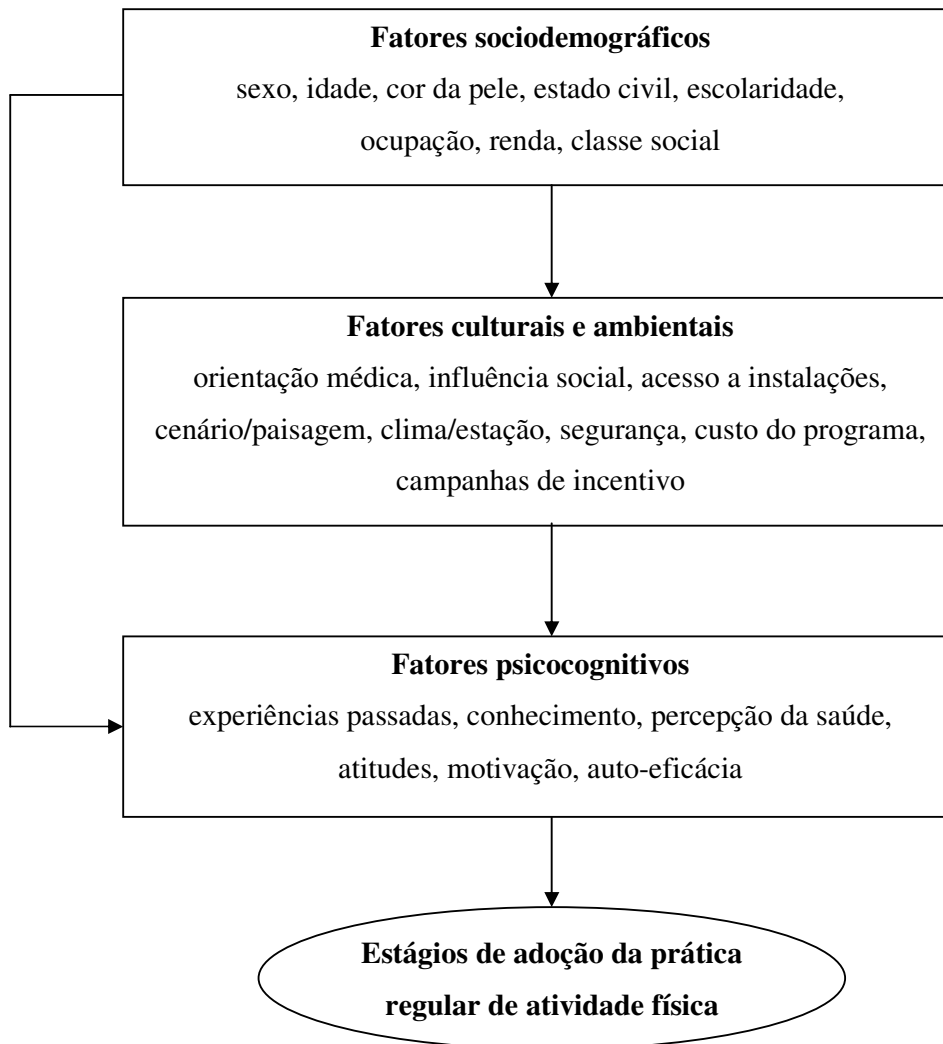 Fatores sociodemográficos
sexo, idade, cor da pele, estado civil, escolaridade,
ocupação, renda, classe social
Fatores culturais e ambientais
orientação médica, influência social, acesso a instalações,
cenário/paisagem, clima/estação, segurança, custo do programa,
campanhas de incentivo
Fatores psicocognitivos
experiências passadas, conhecimento, percepção da saúde,
atitudes, motivação, auto-eficácia
Estágios de adoção da prática
regular de atividade física